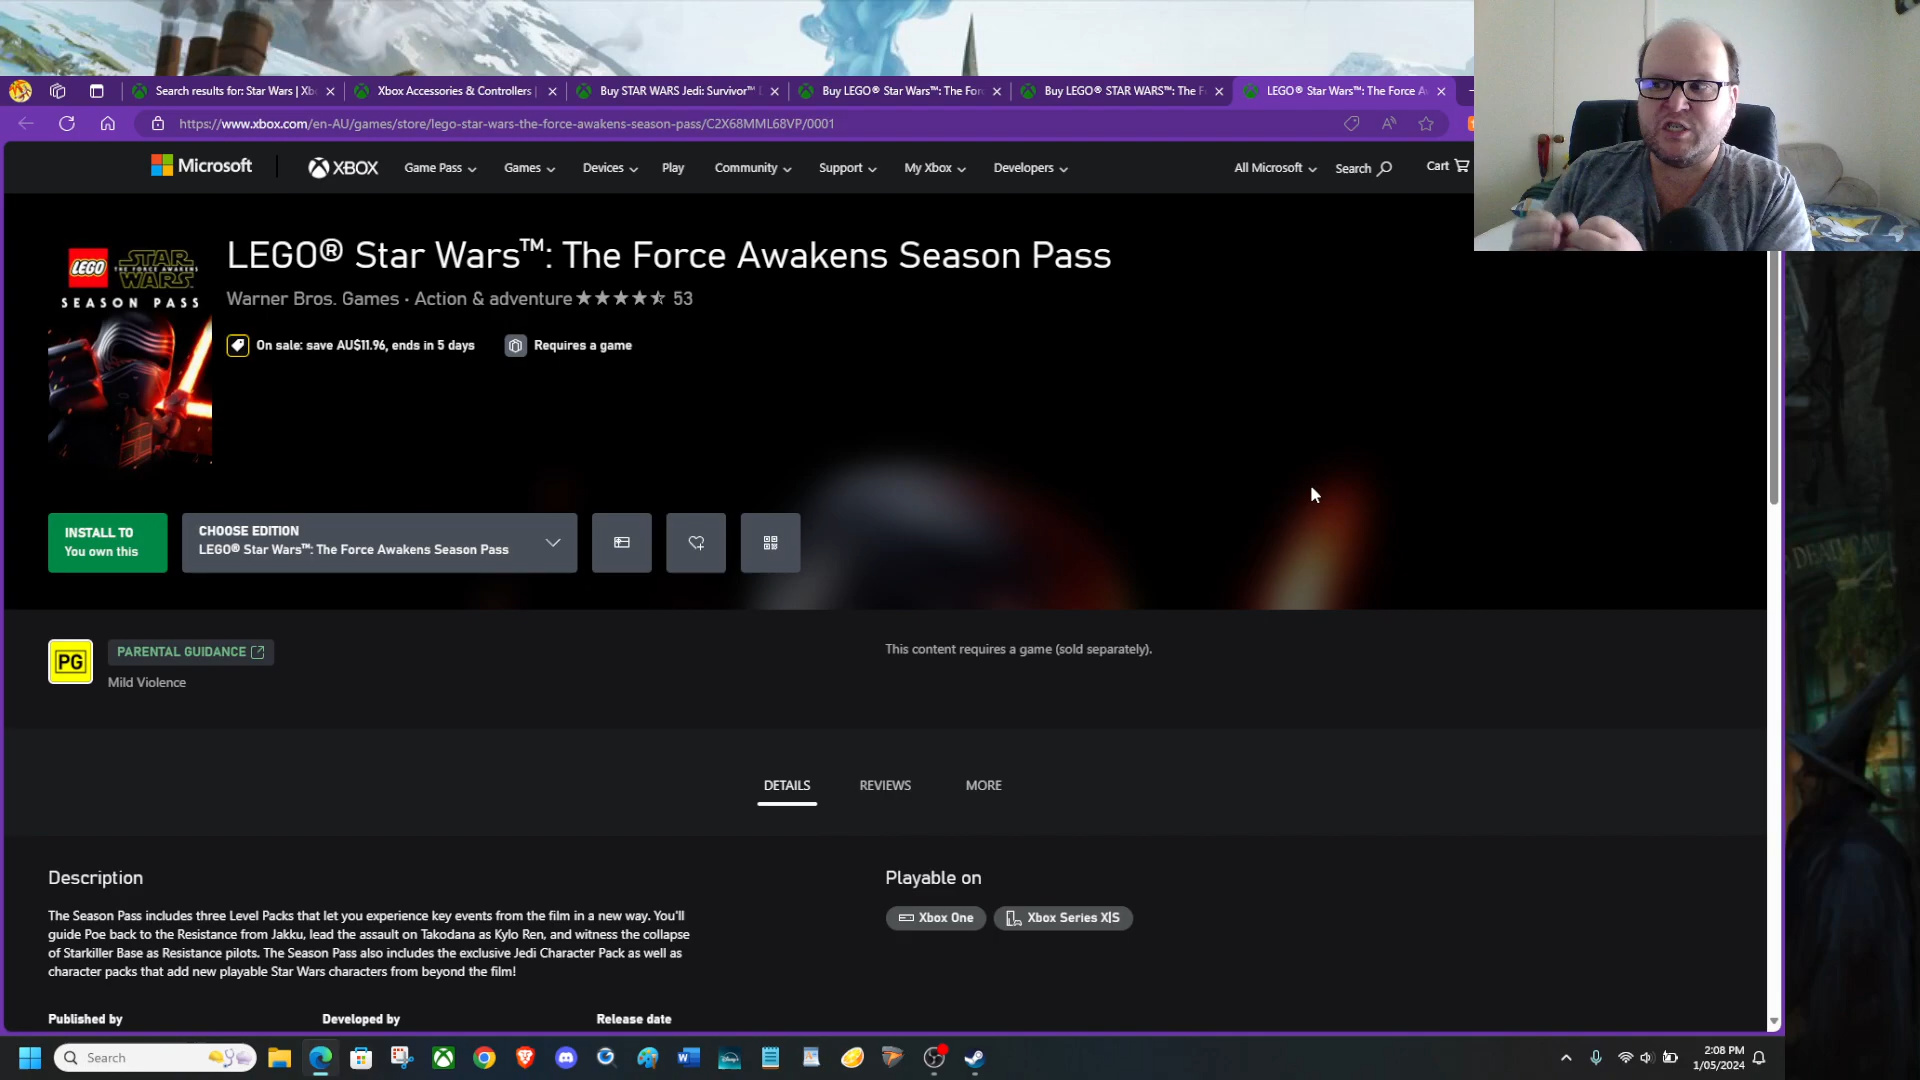 Search results for: Star Wars | Xb
Xbox Accessories & Controllers |
Buy STAR WARS Jedi: Survivor™
Buy LEGO® Star Wars™: The For
Buy LEGO® STAR WARS™: The F
LEGO® Star Wars™: The Force A
https://www.xbox.com/en-AU/games/store/lego-star-wars-the-force-awakens-season-pass/C2X68MML68VP/0001
Microsoft
XBOX
Game Pass
Games
Devices
Play
Community
Support
My Xbox
Developers
All Microsoft
Search
Cart
LEGO
STAR WARS
THE FORCE AWAKENS
SEASON PASS
LEGO® Star Wars™: The Force Awakens Season Pass
Warner Bros. Games • Action & adventure ★★★★ 53
On sale: save AU$11.96, ends in 5 days
Requires a game
INSTALL TO
You own this
CHOOSE EDITION
LEGO® Star Wars™: The Force Awakens Season Pass
PG
PARENTAL GUIDANCE
Mild Violence
This content requires a game (sold separately).
DETAILS
REVIEWS
MORE
Description
The Season Pass includes three Level Packs that let you experience key events from the film in a new way. You'll
guide Poe back to the Resistance from Jakku, lead the assault on Takodana as Kylo Ren, and witness the collapse
of Starkiller Base as Resistance pilots. The Season Pass also includes the exclusive Jedi Character Pack as well as
character packs that add new playable Star Wars characters from beyond the film!
Playable on
Xbox One
Xbox Series X|S
Published by
Developed by
Release date
Search
2:08 PM
1/05/2024